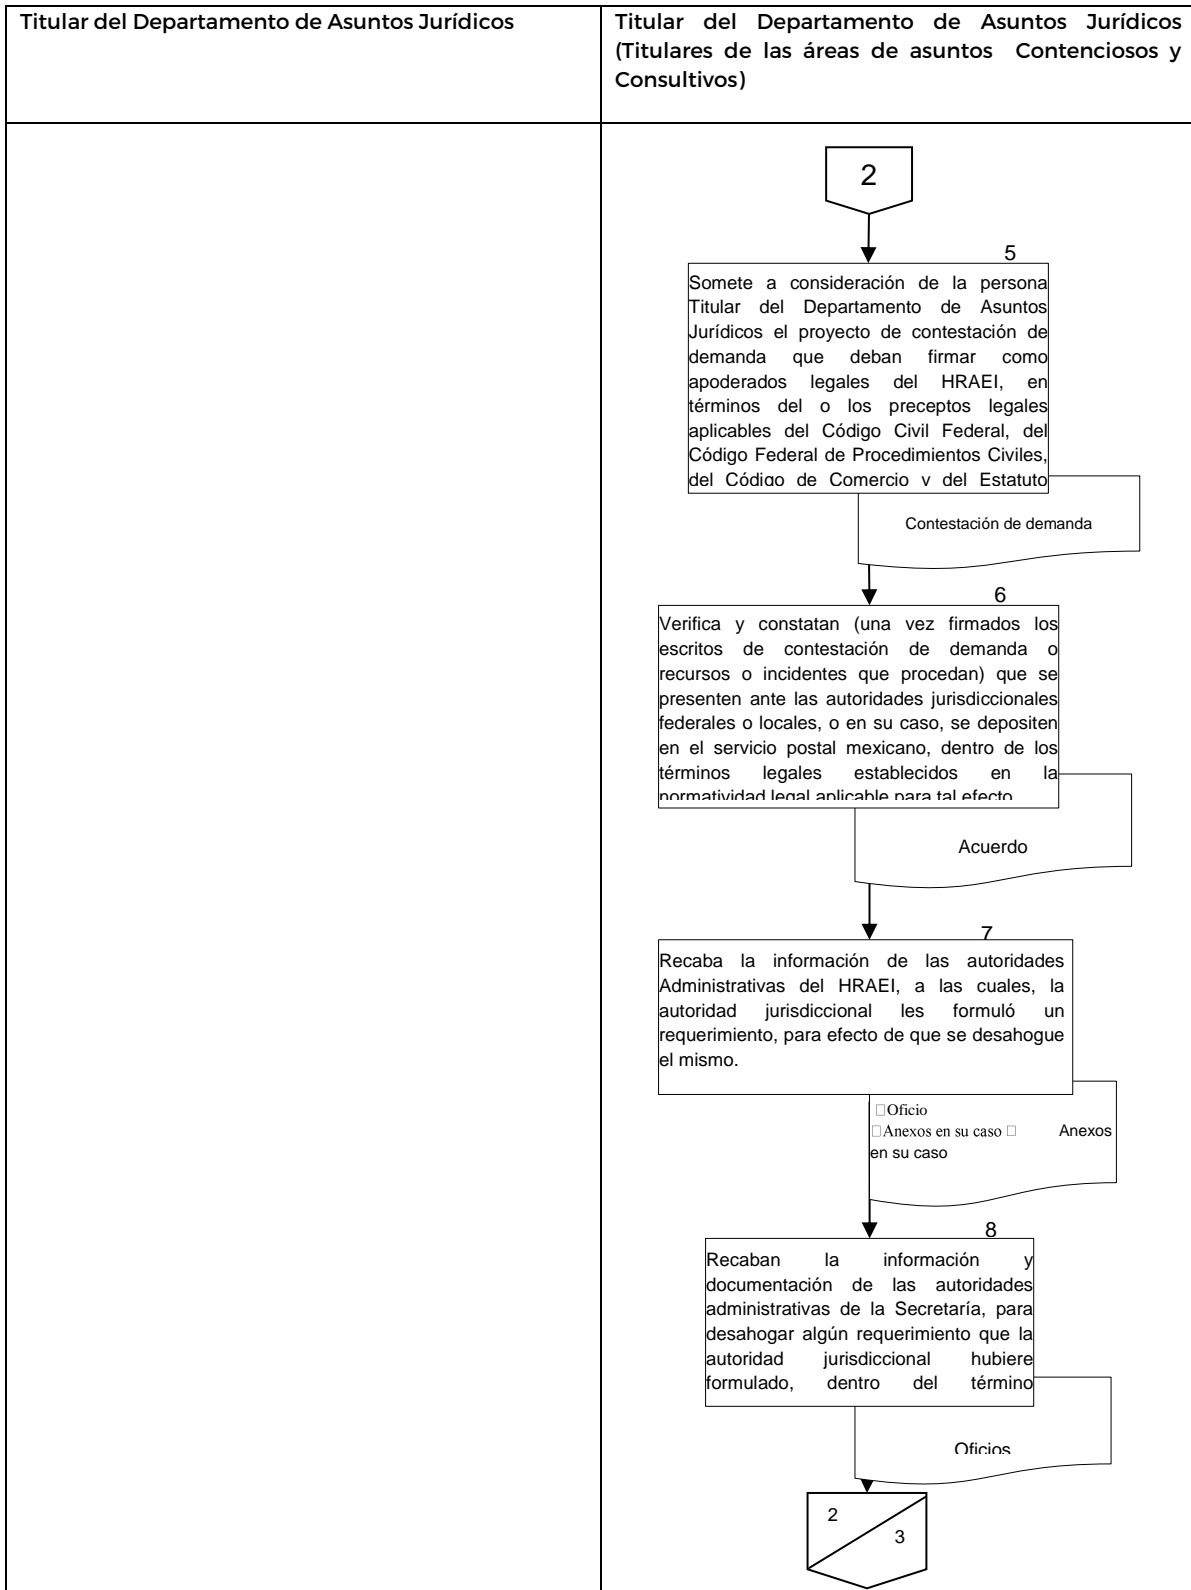 Titular del Departamento de Asuntos Jurídicos
Titular del Departamento de Asuntos Jurídicos
(Titulares de las áreas de asuntos Contenciosos y
Consultivos)
2
5
Somete a consideración de la persona
Titular del Departamento de Asuntos
Jurídicos el proyecto de contestación de
demanda que deban firmar como
apoderados legales del HRAEI, en
términos del o los preceptos legales
aplicables del Código Civil Federal, del
Código Federal de Procedimientos Civiles,
del Código de Comercio y del Estatuto
Contestación de demanda
6
Verifica y constatan (una vez firmados los
escritos de contestación de demanda o
recursos o incidentes que procedan) que se
presenten ante las autoridades jurisdiccionales
federales o locales, o en su caso, se depositen
en el servicio postal mexicano, dentro de los
términos legales establecidos en la
normatividad legal aplicable para tal efecto
Acuerdo
7
Recaba la información de las autoridades
Administrativas del HRAEI, a las cuales, la
autoridad jurisdiccional les formuló un
requerimiento, para efecto de que se desahogue
el mismo.
Oficio
Anexos en su caso Anexos
en su caso
8
Recaban la información y
documentación de las autoridades
administrativas de la Secretaría, para
desahogar algún requerimiento que la
autoridad jurisdiccional hubiere
formulado, dentro del término
Oficios
2
3